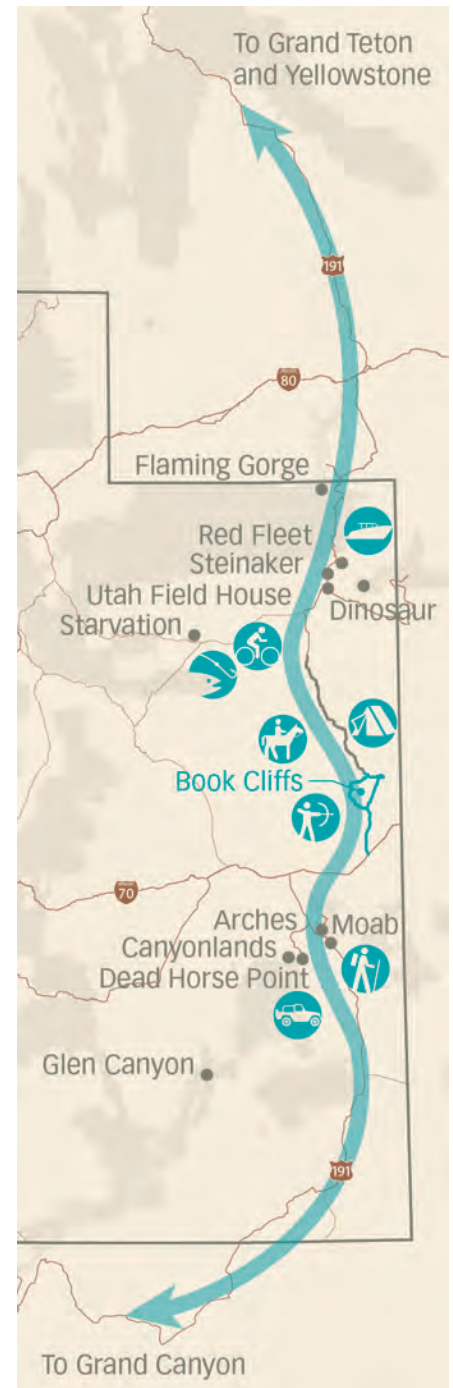 To Grand Teton
and Yellowstone
191
80
Flaming Gorge
Red Fleet
Steinaker
Utah Field House
Dinosaur
Starvation
Book Cliffs
70
Arches
Moab
Canyonlands
Dead Horse Point
Glen Canyon
191
To Grand Canyon